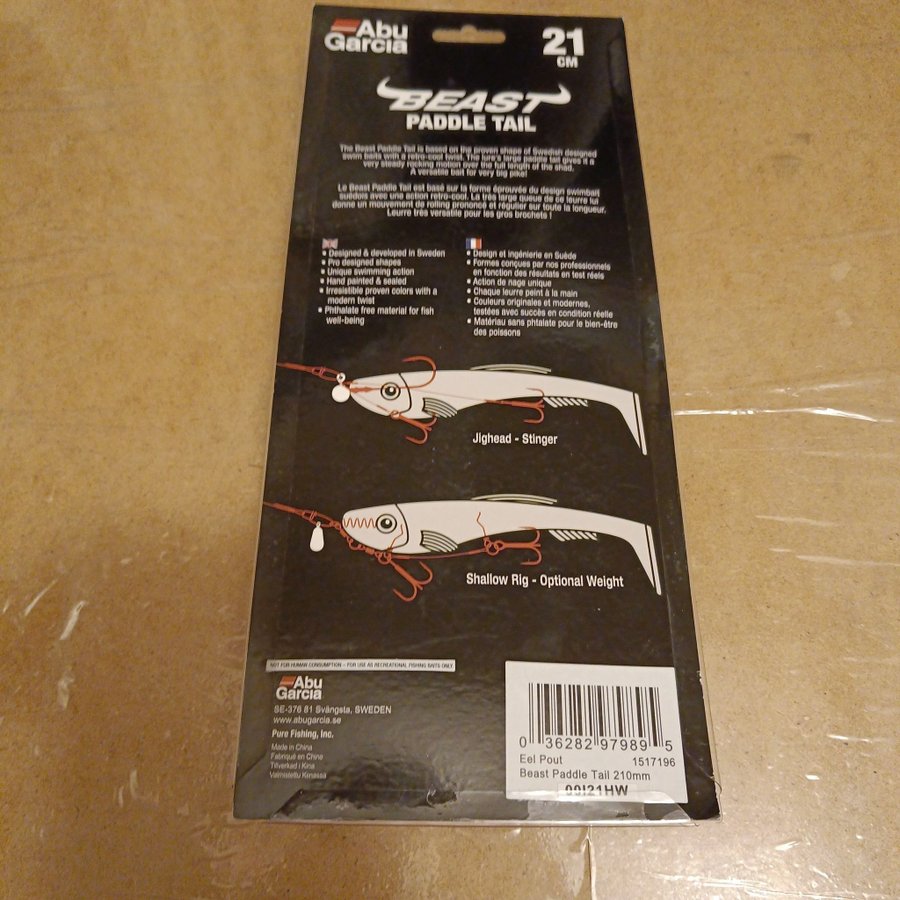 Abu
Garcia
21
CM
BEAST
PADDLE TAIL
The Beast Paddle Tail is based on the proven shape of Swedish designed
swim baits with a retro-cool twist. The lure's large paddle tail gives it a
very steady rocking motion over the full length of the shad.
A versatile bait for very big pike!
Le Beast Paddle Tail est basé sur la forme éprouvée du design swimbait
suédois avec une action retro-cool. La très large queue de ce leurre lui
donne un mouvement de rolling prononcé et régulier sur toute la longueur.
Leurre très versatile pour les gros brochets !
• Designed & developed in Sweden
• Pro designed shapes
• Unique swimming action
• Hand painted & sealed
• Irresistible proven colors with a
modern twist
• Phthalate free material for fish
well-being
• Design et ingénierie en Suède
• Formes conçues par nos professionnels
en fonction des résultats en test réels
• Action de nage unique
• Chaque leurre peint à la main
• Couleurs originales et modernes,
testées avec succès en condition réelle
• Matériau sans phtalate pour le bien-être
des poissons
Jighead - Stinger
Shallow Rig - Optional Weight
NOT FOR HUMAN CONSUMPTION – FOR USE AS RECREATIONAL FISHING BAITS ONLY
Abu
Garcia
SE-376 81 Svängsta, SWEDEN
www.abugarcia.se
Pure Fishing, Inc.
Made in China
Fabriqué en Chine
Tillverkad i Kina
Valmistettu Kiinassa
0 36282 97989 5
Eel Pout 1517196
Beast Paddle Tail 210mm
00I21HW